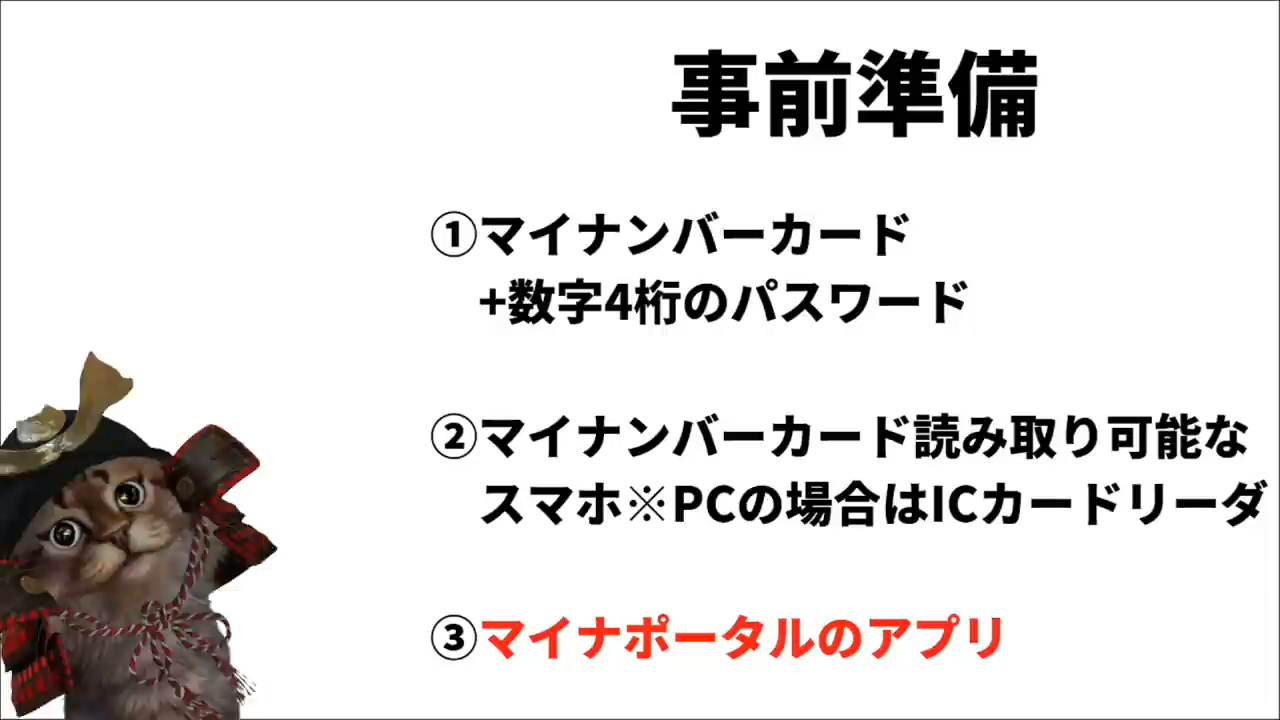 事前準備
①マイナンバーカード
+数字4桁のパスワード
②マイナンバーカード読み取り可能な
スマホ※PCの場合はICカードリーダ
③マイナポータルのアプリ